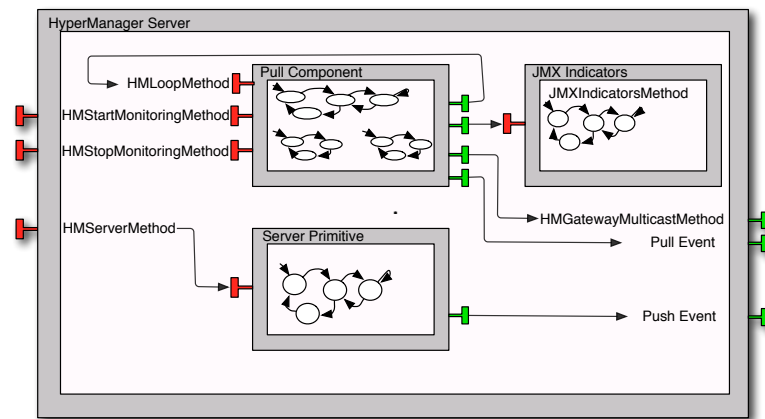 HyperManager Server
Pull Component
JMX Indicators
HMLoopMethod
JMXIndicatorsMethod
HMStartMonitoringMethod
HMStopMonitoringMethod
HMGatewayMulticastMethod
HMServerMethod
Server Primitive
Pull Event
Push Event